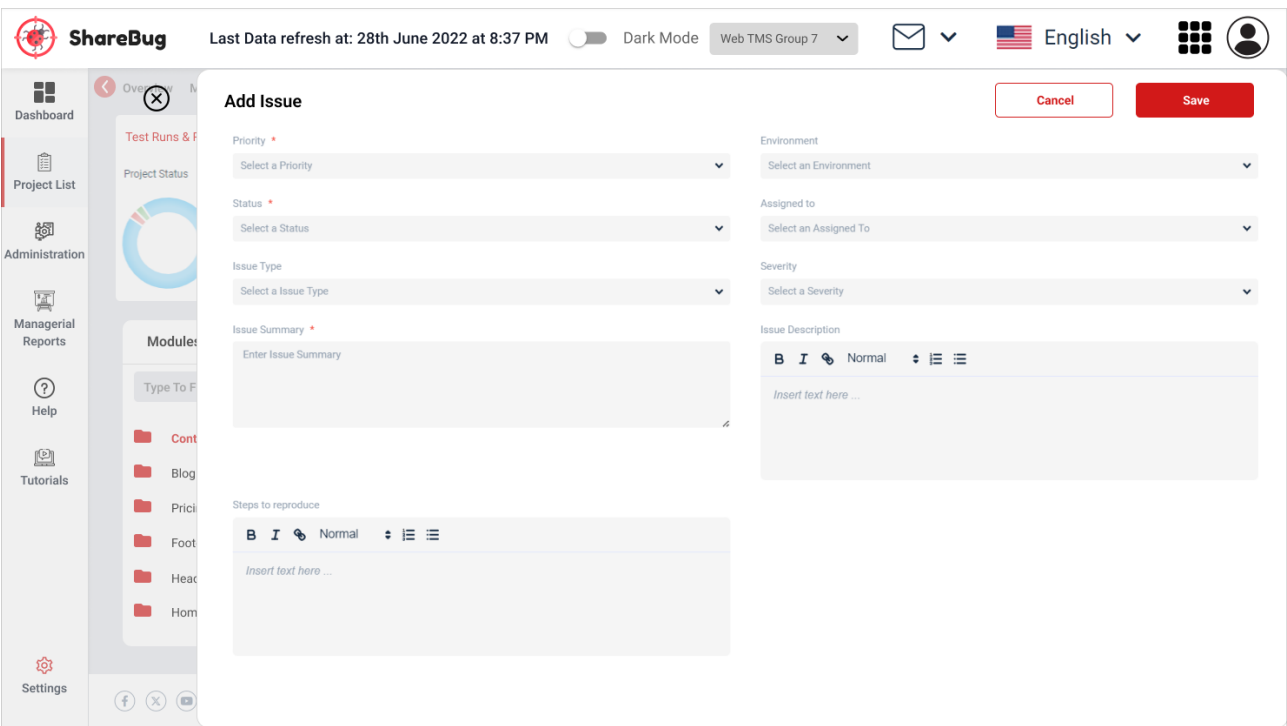 ShareBug
Last Data refresh at: 28th June 2022 at 8:37 PM
Dark Mode
Web TMS Group 7
English
Dashboard
Project List
Administration
Managerial
Reports
Help
Tutorials
Settings
Test Runs &
Project Status
Modules
Type To F
Cont
Blog
Prici
Foot
Head
Hom
Add Issue
Cancel
Save
Priority *
Select a Priority
Environment
Select an Environment
Status *
Select a Status
Assigned to
Select an Assigned To
Issue Type
Select a Issue Type
Severity
Select a Severity
Issue Summary *
Enter Issue Summary
Issue Description
B I Normal
Insert text here ...
Steps to reproduce
B I Normal
Insert text here ...